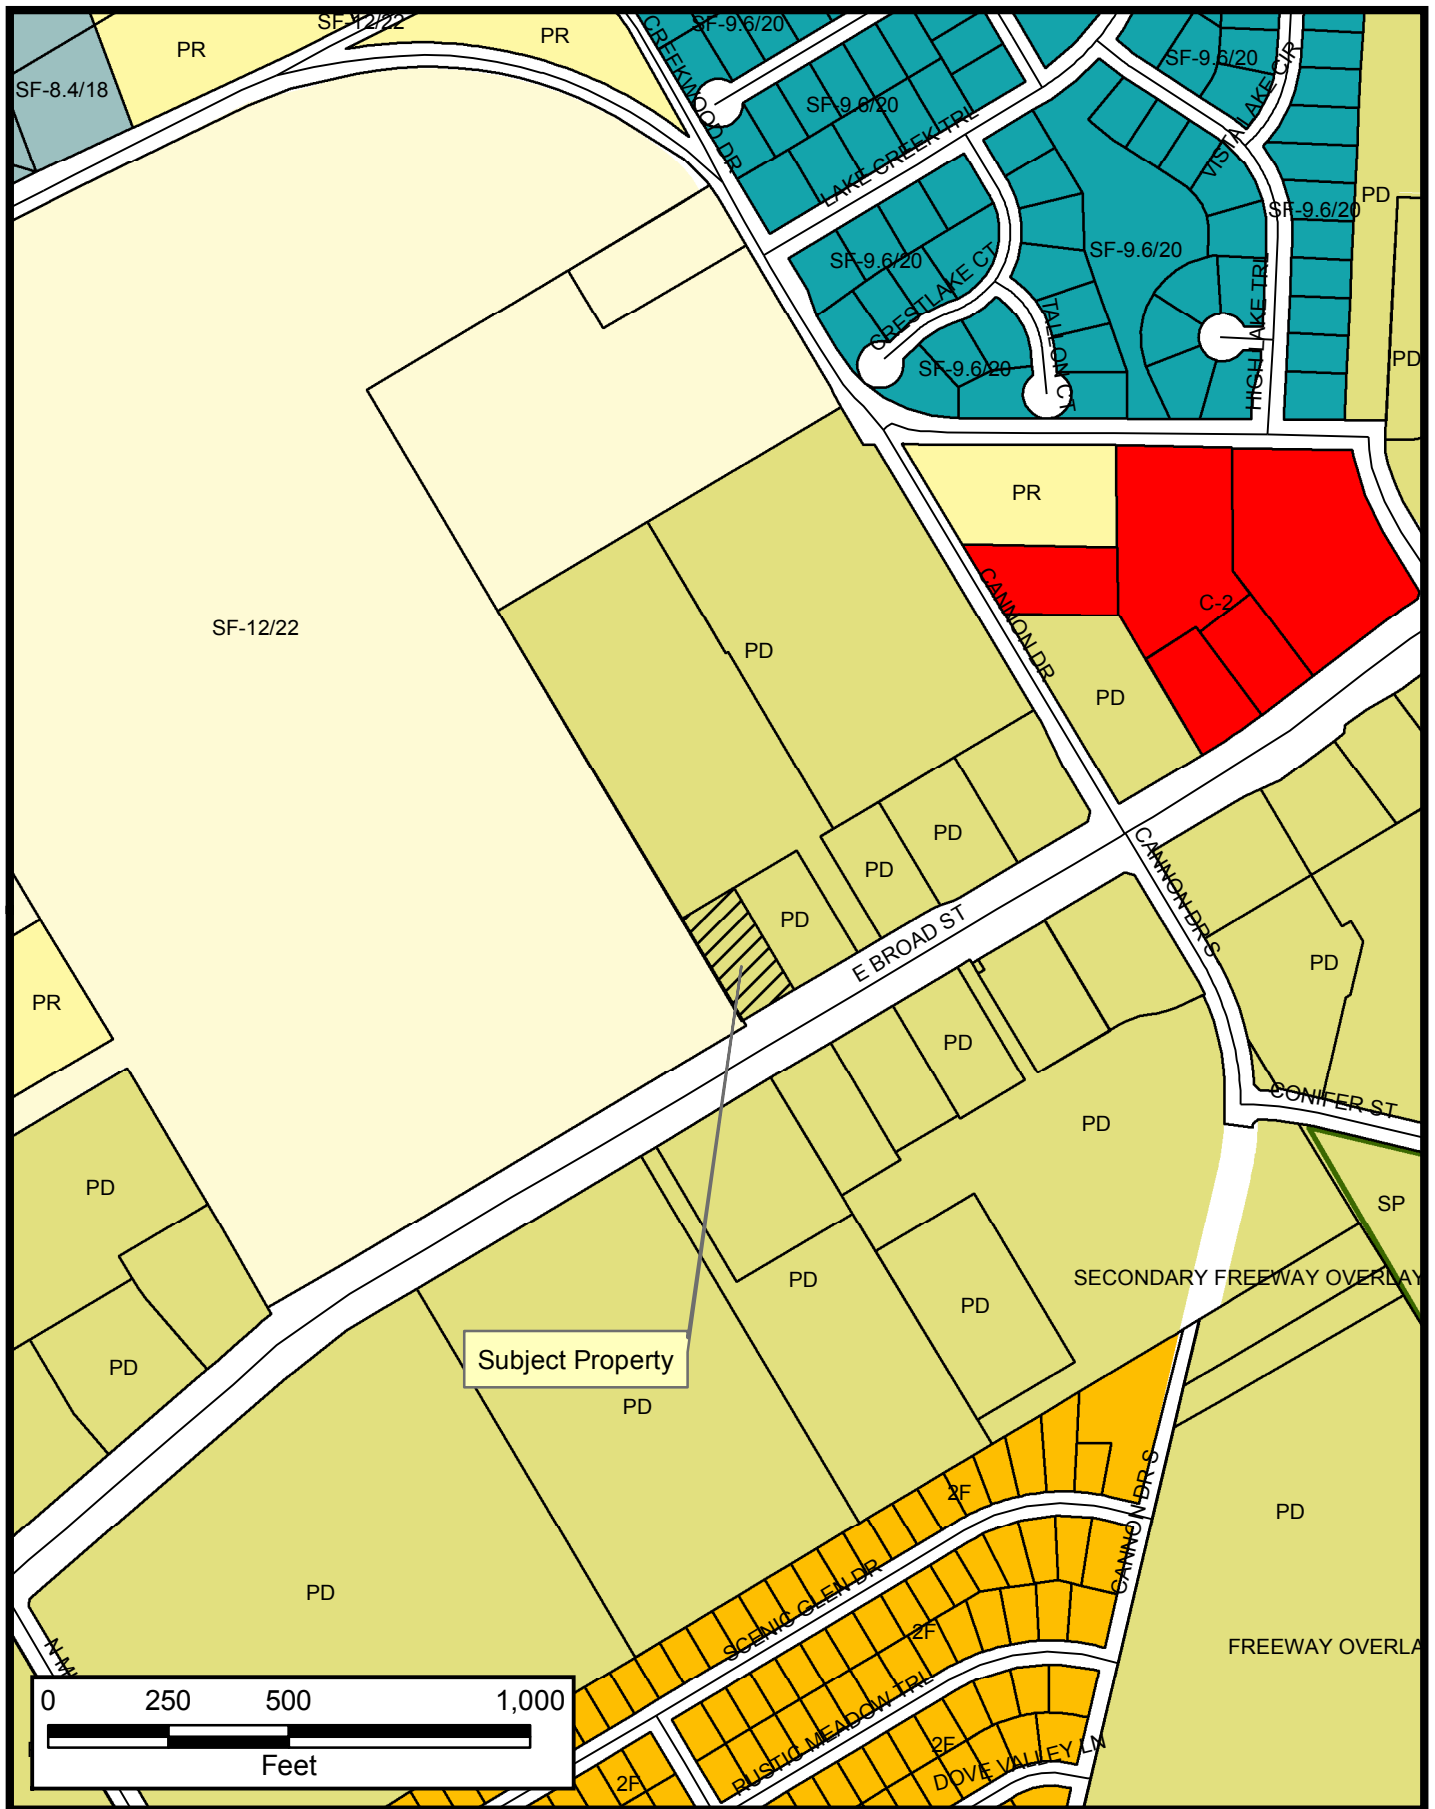 SF-12/22
PR
PR
SF-9.6/20
SF-9.6/20
SF-8.4/18
SF-9.6/20
CREEKWOOD DR
VISTA LAKE CIR
LAKE CREEK TRL
PD
SF-9.6/20
SF-9.6/20
SF-9.6/20
CRESTLAKE CT
TALLON CT
HIGH LAKE TRL
PD
SF-9.6/20
PR
CANNON DR
C-2
SF-12/22
PD
PD
PD
PD
CANNON DR S
PD
E BROAD ST
PD
PR
PD
CONIFER ST
PD
PD
SP
PD
SECONDARY FREEWAY OVERLAY
PD
Subject Property
PD
PD
2F
CANNON DR S
PD
PD
SCENIC GLEN DR
2F
FREEWAY OVERLA
N M
RUSTIC MEADOW TRL
2F
DOVE VALLEY LN
2F
0 250 500 1,000
Feet